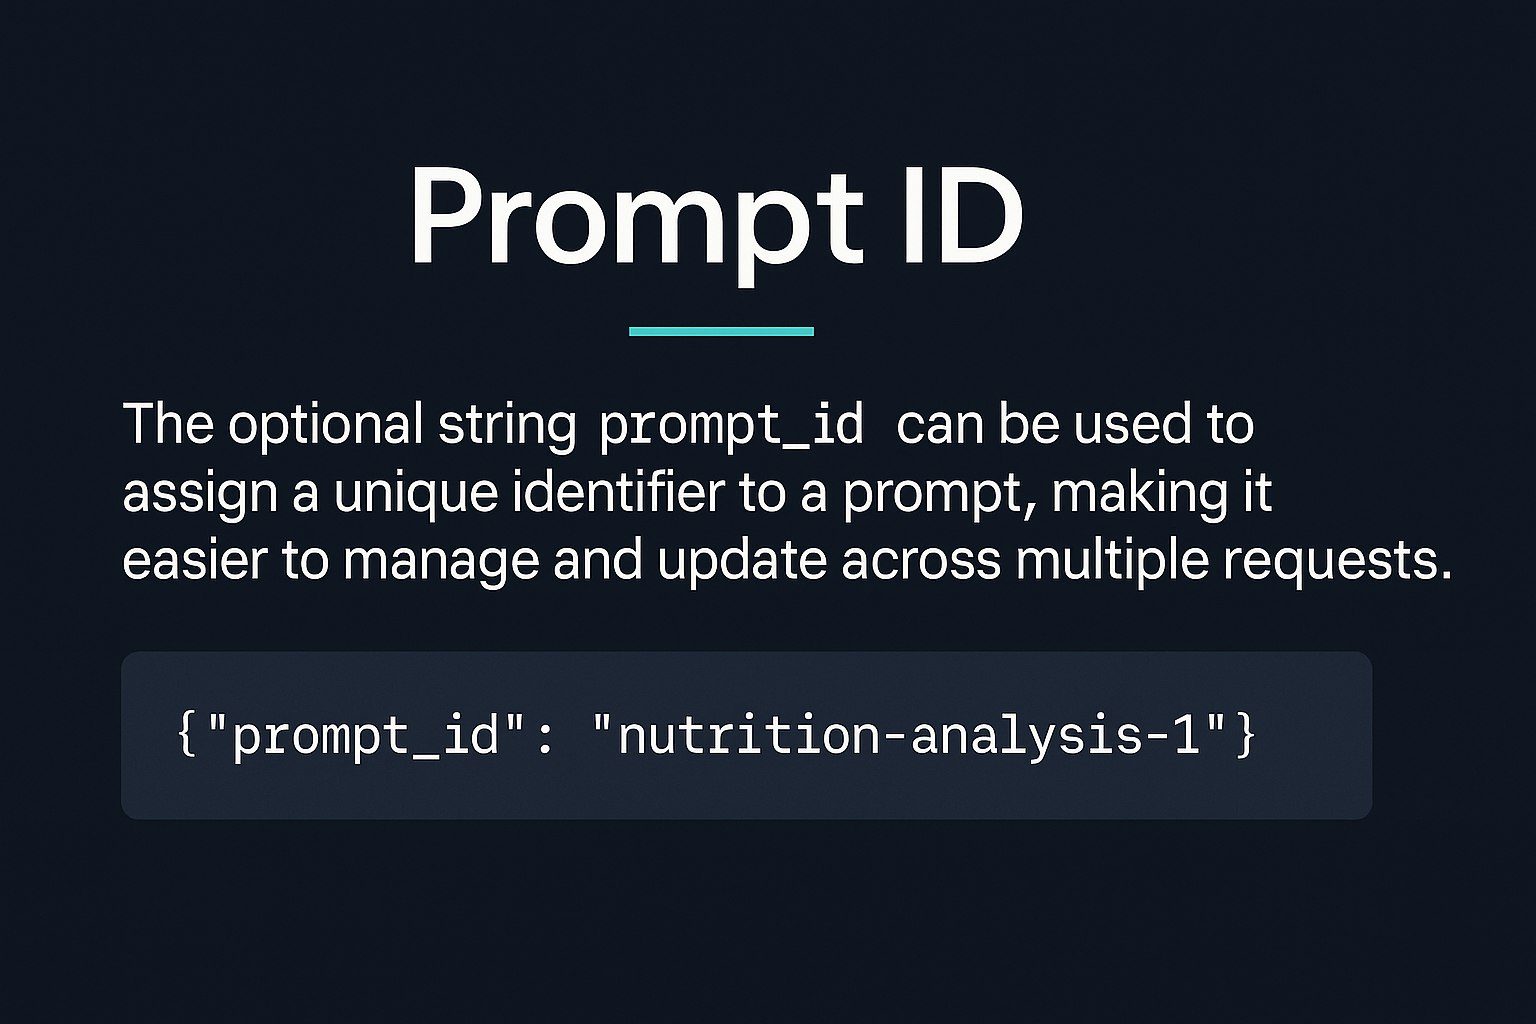 Prompt ID
The optional string prompt_id can be used to
assign a unique identifier to a prompt, making it
easier to manage and update across multiple requests.
{"prompt_id": "nutrition-analysis-1"}